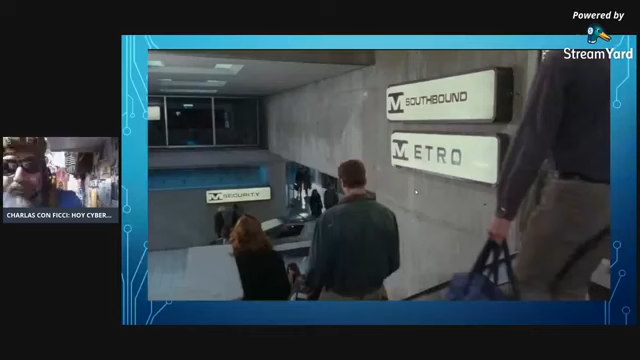 Powered by
StreamYard
M SOUTHBOUND
METRO
M SECURITY
CHARLAS CON FICCI: HOY CYBER...